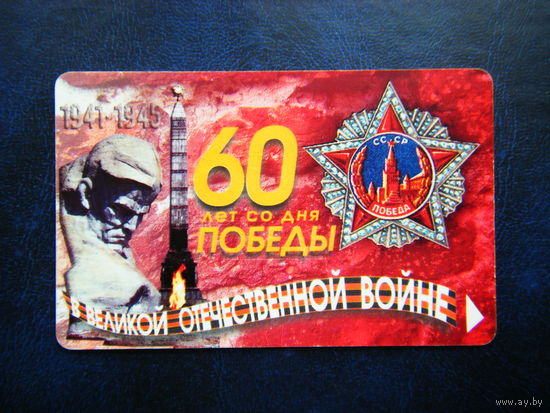 1941-1945
60
лет со дня
ПОБЕДЫ
В ВЕЛИКОЙ ОТЕЧЕСТВЕННОЙ ВОЙНЕ
СССР
ПОБЕДА
www.ay.by